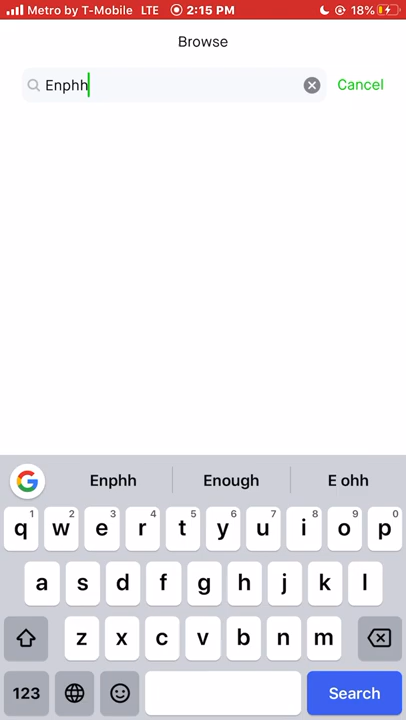 Metro by T-Mobile LTE 2:15 PM 18%
Browse
Enphh Cancel
Enphh Enough E ohh
1 2 3 4 5 6 7 8 9 0
q w e r t y u i o p
a s d f g h j k l
z x c v b n m
123 Search